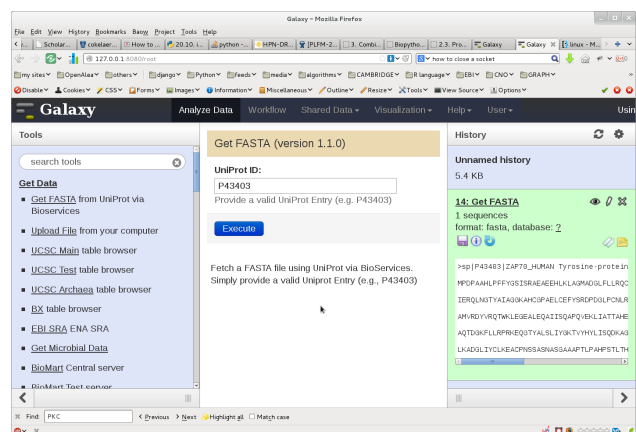 Galaxy – Mozilla Firefox
File Edit View History Bookmarks Tools Help
Scholar... cokelaer... How to ... 20.10. i... python -... HPN-DR... [PLFM-2... 3. Combi... Biopytho... 2.3. Pro... Galaxy Galaxy linux - M...
127.0.0.1:8080/root how to close a socket
my sites OpenAlea others django Python feeds media algorithms CAMBRIDGE R language EBI CNO GRAPH
Disable Cookies CSS Forms Images Information Miscellaneous Outline Resize Tools View Source Options
Galaxy Analyze Data Workflow Shared Data Visualization Help User Usin
Tools
search tools
Get Data
Get FASTA from UniProt via Bioservices
Upload File from your computer
UCSC Main table browser
UCSC Test table browser
UCSC Archaea table browser
BX table browser
EBI SRA ENA SRA
Get Microbial Data
BioMart Central server
BioMart Test server
Get FASTA (version 1.1.0)
UniProt ID:
P43403
Provide a valid UniProt Entry (e.g. P43403)
Execute
Fetch a FASTA file using UniProt via BioServices.
Simply provide a valid Uniprot Entry (e.g., P43403)
History
Unnamed history
5.4 KB
14: Get FASTA
1 sequences
format: fasta, database: ?
>sp|P43403|ZAP70_HUMAN Tyrosine-protein
MPDPAAHLPFFYGSISRAEAEEHLKLAGMADGLFLLRQC
IERQLNGTYAIAGGKAHCGPAELCEFYSRDPDGLPCNLR
AMVRDYVRQTWKLEGEALEQAIISQAPQVEKLIATTAHE
AQTDGKFLLRPRKEQGTYALSLIYGKTVYHYLISQDKAG
LKADGLIYCLKEACPNSSASNASGAAAPTLPAHPSTLTH
Find: PKC Previous Next Highlight all Match case